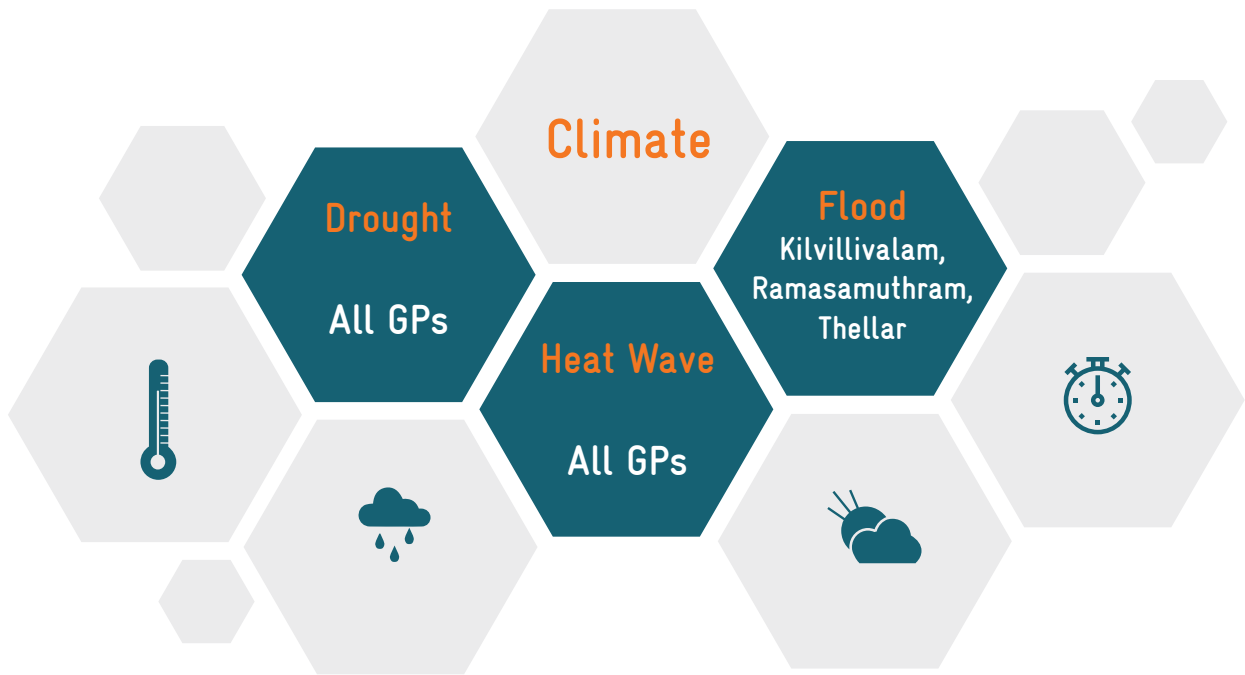 Climate
Drought
All GPs
Heat Wave
All GPs
Flood
Kilvillivalam,
Ramasamuthram,
Thellar